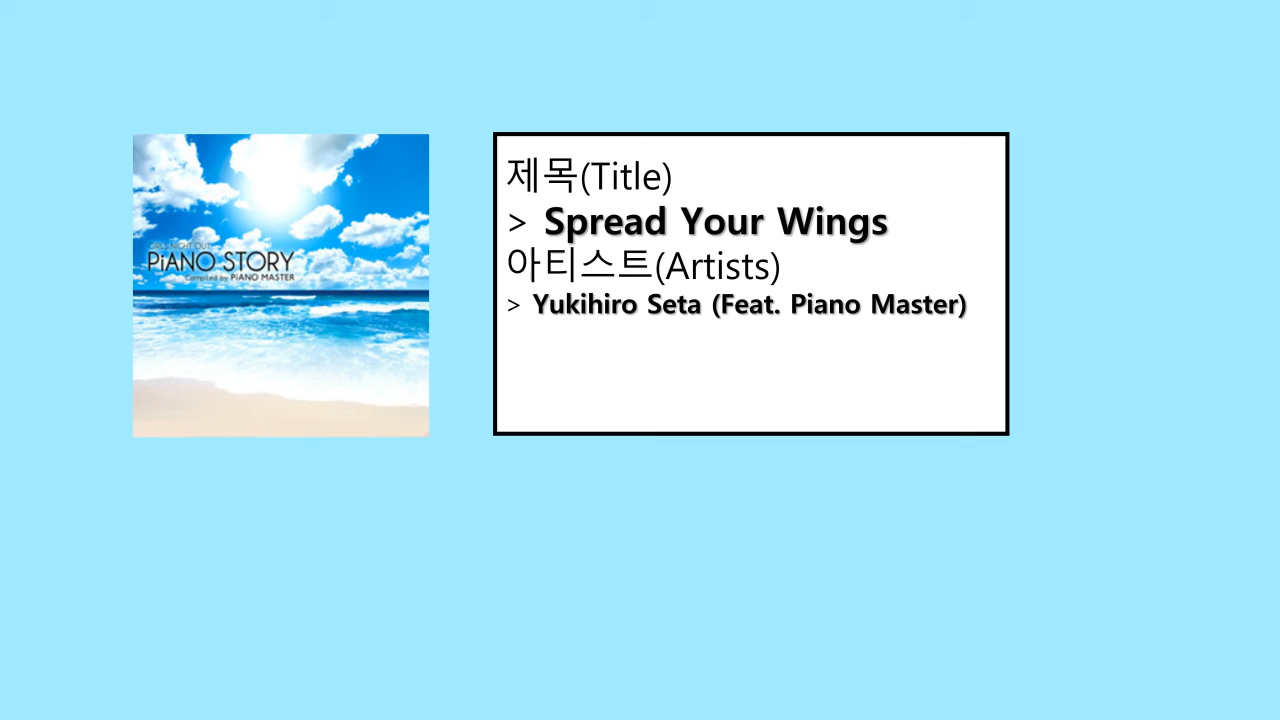 PiANO STORY
Compiled by PiANO MASTER
제목(Title)
> Spread Your Wings
아티스트(Artists)
> Yukihiro Seta (Feat. Piano Master)